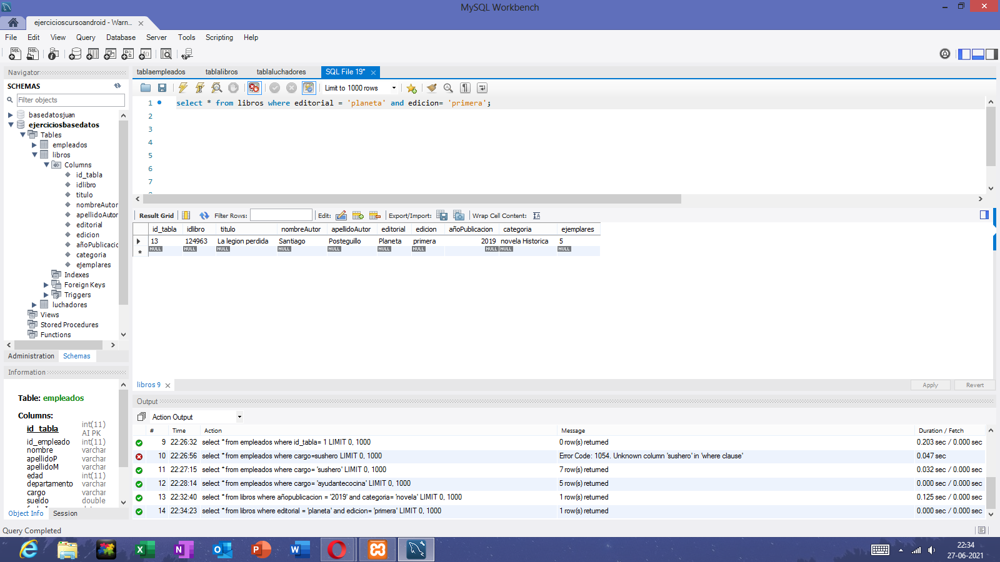 MySQL Workbench
ejercicioscursoandroid - Warn...
File Edit View Query Database Server Tools Scripting Help
Navigator
SCHEMAS
Filter objects
basedatosjuan
ejerciciosbasedatos
Tables
empleados
libros
Columns
id_tabla
idlibro
titulo
nombreAutor
apellidoAutor
editorial
edicion
añoPublicacic
categoria
ejemplares
Indexes
Foreign Keys
Triggers
luchadores
Views
Stored Procedures
Functions
Administration Schemas
Information
Table: empleados
Columns:
id_tabla int(11)
AI PK
id_empleado int(11)
nombre varchar
apellidoP varchar
apellidoM varchar
edad int(11)
departamento varchar
cargo varchar
sueldo double
Object Info Session
Query Completed
tablaempleados tablalibros tablaluchadores SQL File 19*
Limit to 1000 rows
1 select * from libros where editorial = 'planeta' and edicion= 'primera';
2
3
4
5
6
7
Result Grid Filter Rows: Edit: Export/Import: Wrap Cell Content:
id_tabla idlibro titulo nombreAutor apellidoAutor editorial edicion añoPublicacion categoria ejemplares
13 124963 La legion perdida Santiago Posteguillo Planeta primera 2019 novela Historica 5
NULL NULL NULL NULL NULL NULL NULL NULL NULL NULL
libros 9
Apply Revert
Output
Action Output
# Time Action Message Duration / Fetch
9 22:26:32 select * from empleados where id_tabla= 1 LIMIT 0, 1000 0 row(s) returned 0.203 sec / 0.000 sec
10 22:26:56 select * from empleados where cargo=sushero LIMIT 0, 1000 Error Code: 1054. Unknown column 'sushero' in 'where clause' 0.047 sec
11 22:27:15 select * from empleados where cargo= 'sushero' LIMIT 0, 1000 7 row(s) returned 0.032 sec / 0.000 sec
12 22:28:14 select * from empleados where cargo= 'ayudantecocina' LIMIT 0, 1000 5 row(s) returned 0.000 sec / 0.000 sec
13 22:32:40 select * from libros where añopublicacion = '2019' and categoria= 'novela' LIMIT 0, 1000 1 row(s) returned 0.125 sec / 0.000 sec
14 22:34:23 select * from libros where editorial = 'planeta' and edicion= 'primera' LIMIT 0, 1000 1 row(s) returned 0.000 sec / 0.000 sec
22:34
27-06-2021